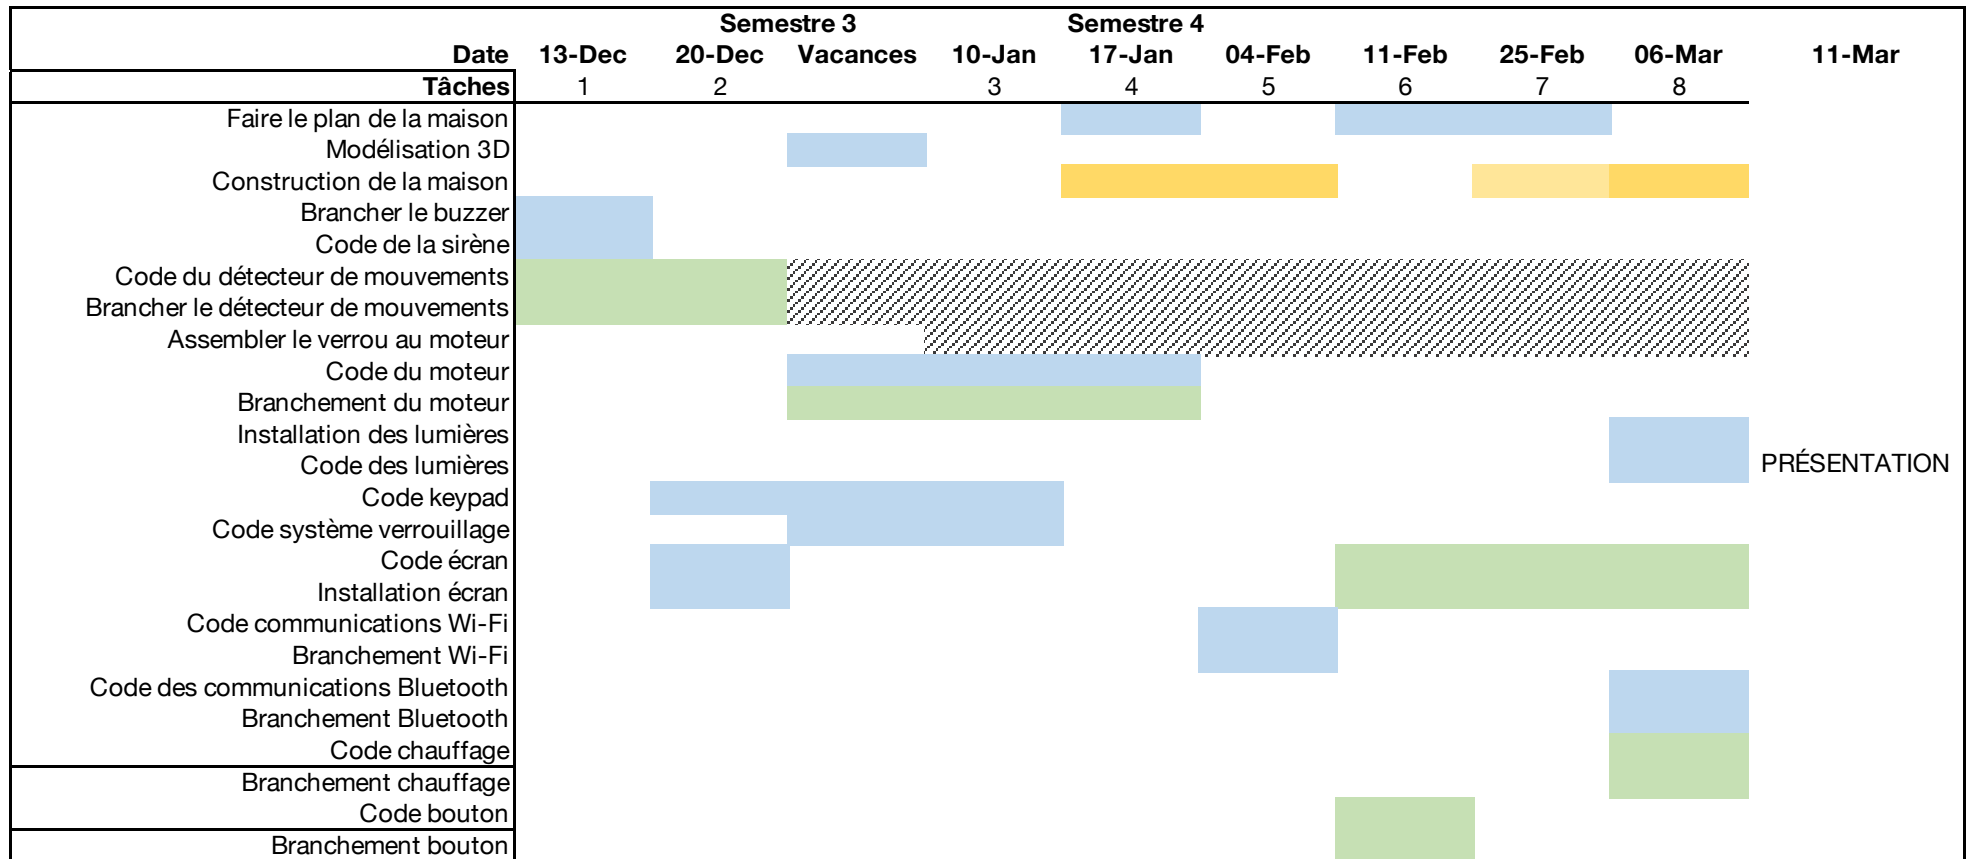 Semestre 3 Semestre 4
Date 13-Dec 20-Dec Vacances 10-Jan 17-Jan 04-Feb 11-Feb 25-Feb 06-Mar 11-Mar
Tâches 1 2 3 4 5 6 7 8
Faire le plan de la maison
Modélisation 3D
Construction de la maison
Brancher le buzzer
Code de la sirène
Code du détecteur de mouvements
Brancher le détecteur de mouvements
Assembler le verrou au moteur
Code du moteur
Branchement du moteur
Installation des lumières
Code des lumières PRÉSENTATION
Code keypad
Code système verrouillage
Code écran
Installation écran
Code communications Wi-Fi
Branchement Wi-Fi
Code des communications Bluetooth
Branchement Bluetooth
Code chauffage
Branchement chauffage
Code bouton
Branchement bouton